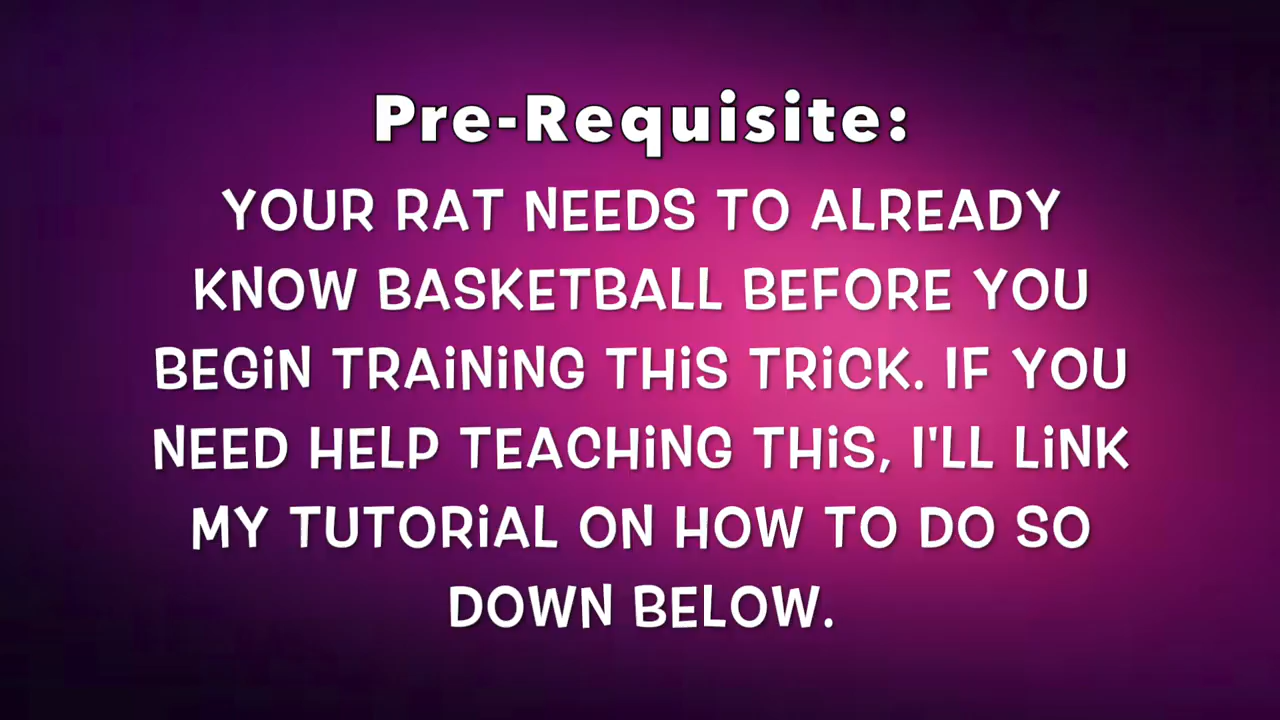 Pre-Requisite:
YOUR RAT NEEDS TO ALREADY
KNOW BASKETBALL BEFORE YOU
BEGiN TRAiNiNG THiS TRiCK. IF YOU
NEED HELP TEACHiNG THiS, I'LL LiNK
MY TUTORiAL ON HOW TO DO SO
DOWN BELOW.